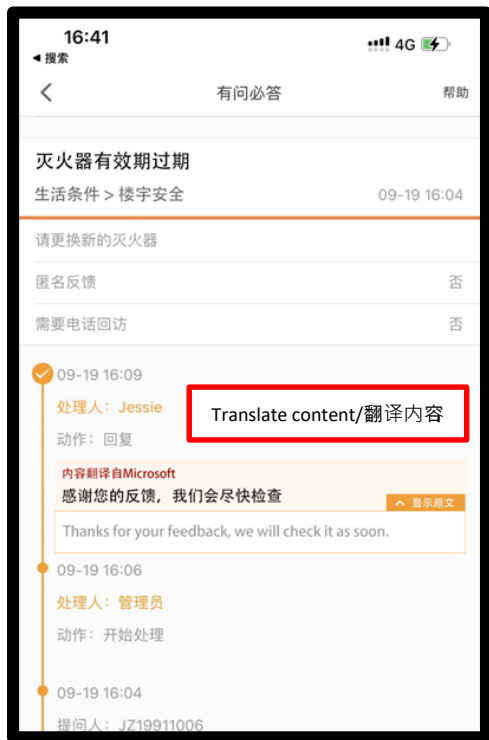 16:41
4G
◀ 搜索
有问必答
帮助
灭火器有效期过期
生活条件 > 楼宇安全
09-19 16:04
请更换新的灭火器
匿名反馈
否
需要电话回访
否
09-19 16:09
处理人：Jessie
Translate content/翻译内容
动作：回复
内容翻译自Microsoft
感谢您的反馈，我们会尽快检查
显示原文
Thanks for your feedback, we will check it as soon.
09-19 16:06
处理人：管理员
动作：开始处理
09-19 16:04
提问人：JZ19911006